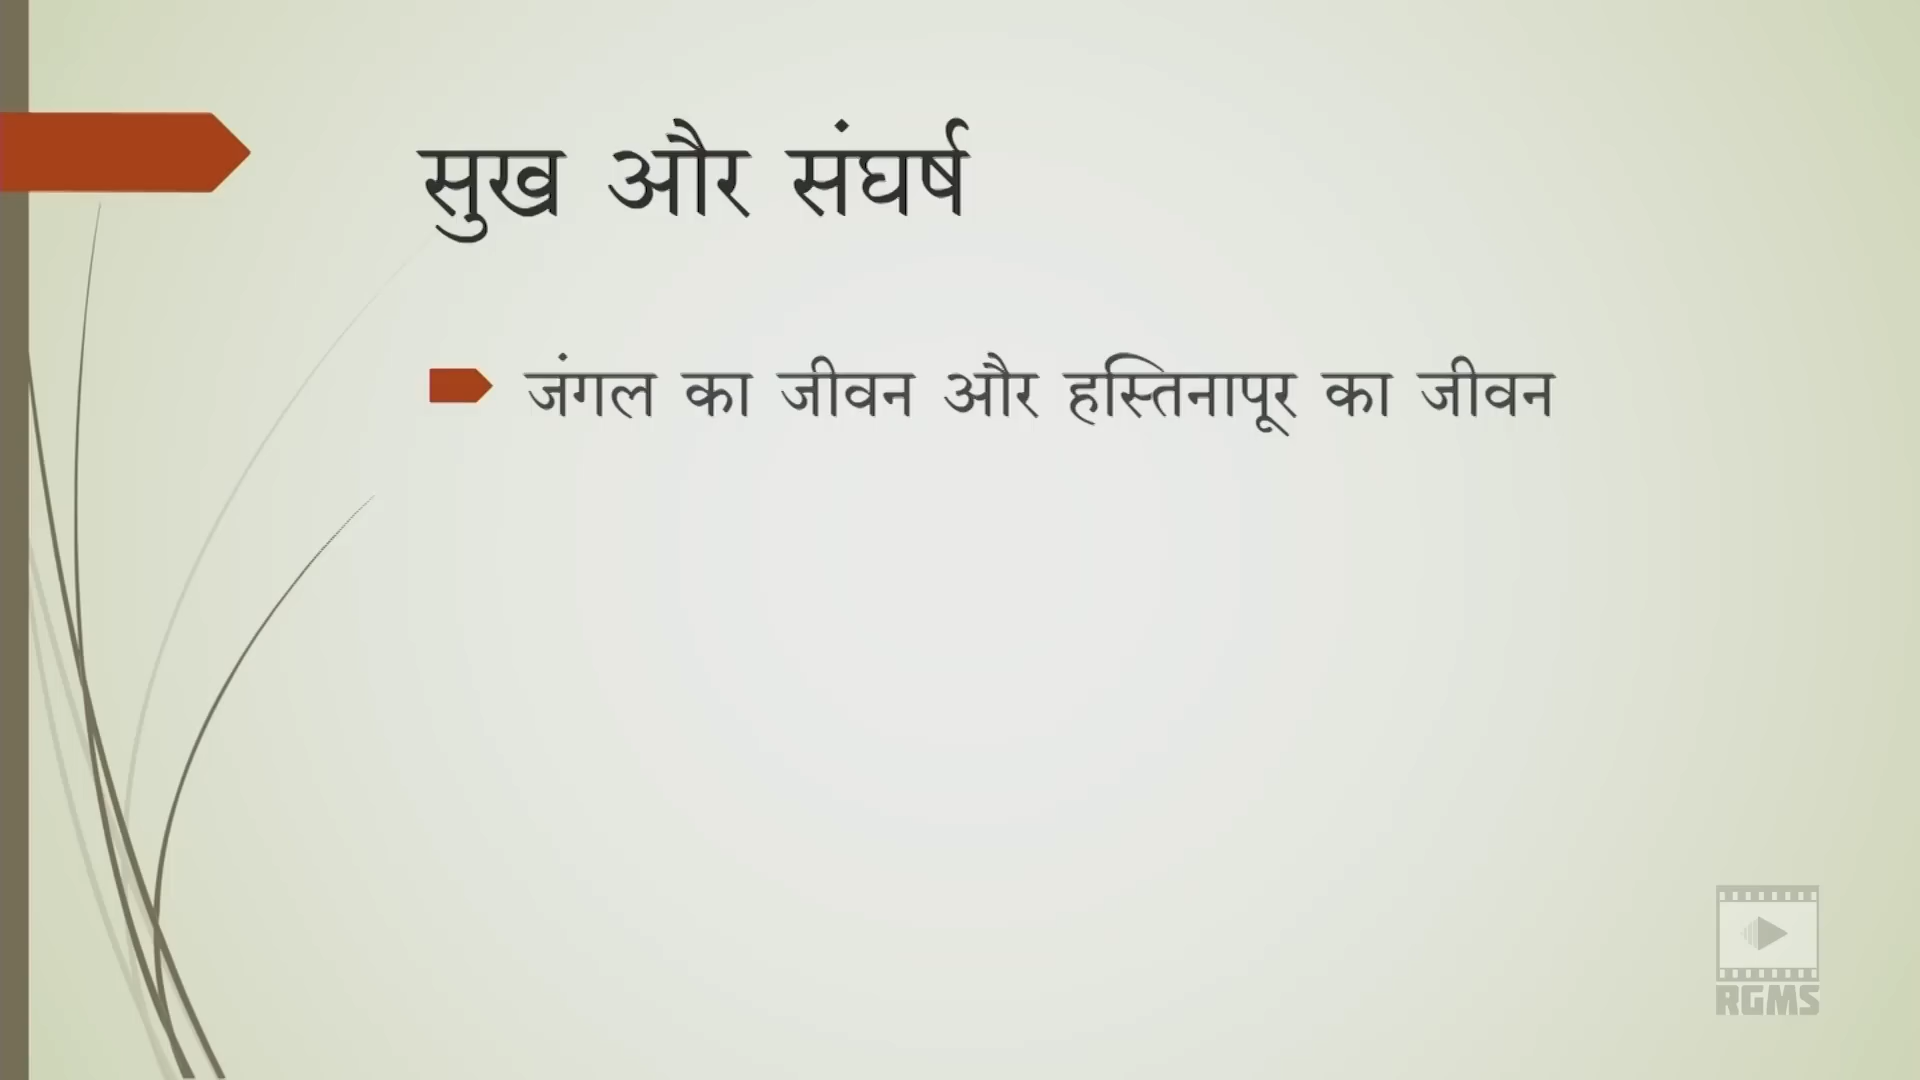 सुख और संघर्ष
जंगल का जीवन और हस्तिनापूर का जीवन
RGMS